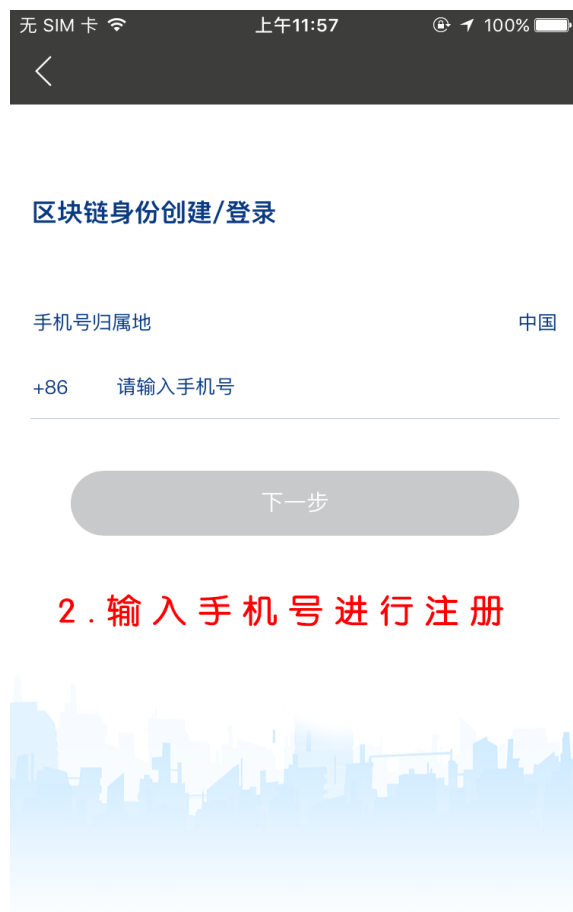 无 SIM 卡 上午11:57 100%
区块链身份创建/登录
手机号归属地 中国
+86 请输入手机号
下一步
2.输入手机号进行注册